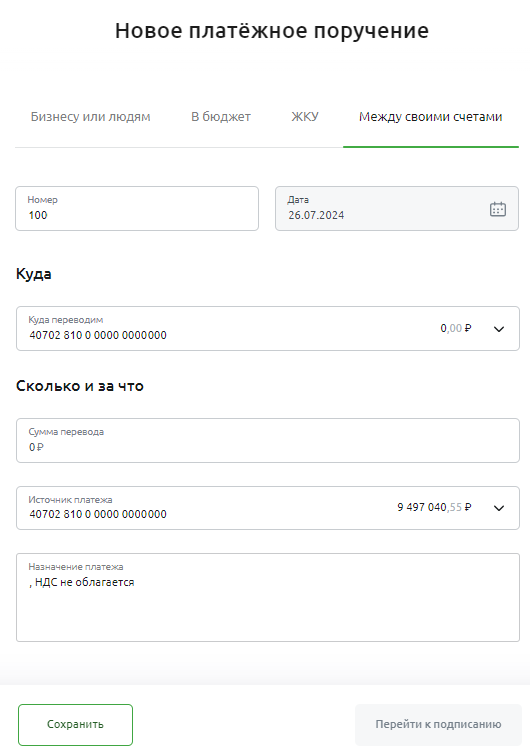 Новое платёжное поручение
Бизнесу или людям В бюджет ЖКУ Между своими счетами
Номер
100
Дата
26.07.2024
Куда
Куда переводим
40702 810 0 0000 0000000
0,00 ₽
Сколько и за что
Сумма перевода
0 ₽
Источник платежа
40702 810 0 0000 0000000
9 497 040,55 ₽
Назначение платежа
, НДС не облагается
Сохранить
Перейти к подписанию